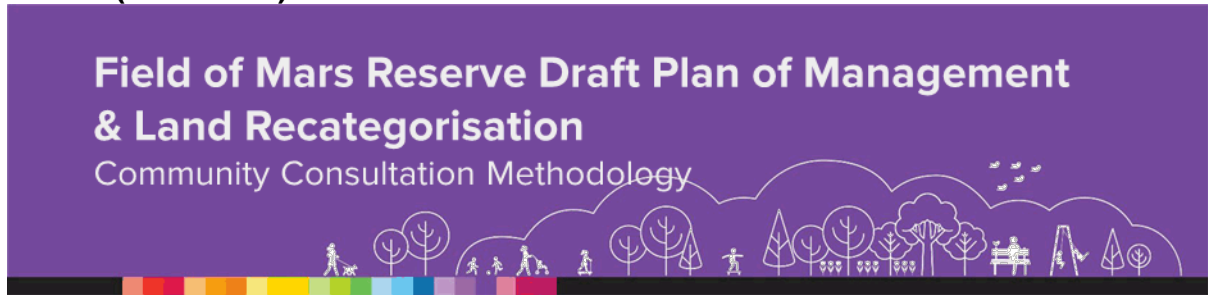 Field of Mars Reserve Draft Plan of Management
& Land Recategorisation
Community Consultation Methodology